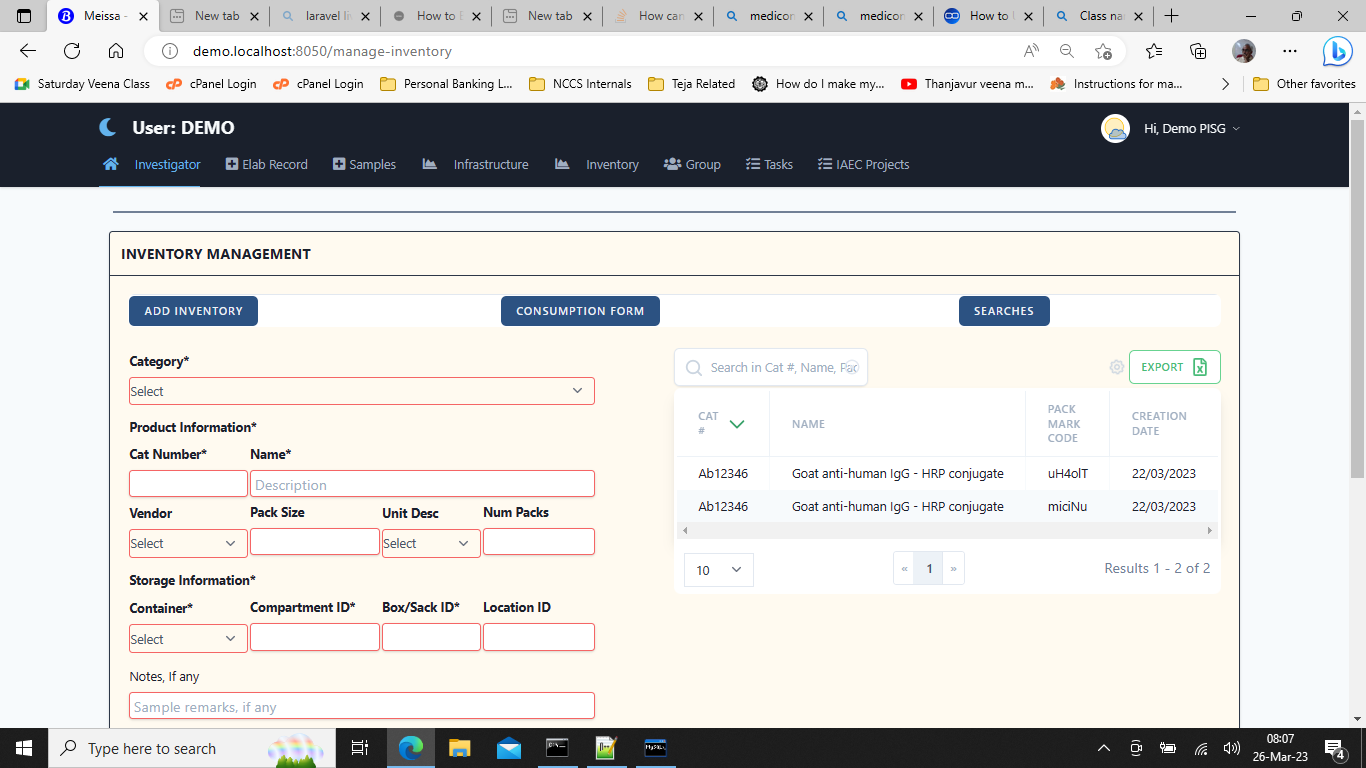 Meissa -
New tab
laravel li
How to E
New tab
How can
medicon
medicon
How to U
Class na
demo.localhost:8050/manage-inventory
Saturday Veena Class
cPanel Login
cPanel Login
Personal Banking L...
NCCS Internals
Teja Related
How do I make my...
Thanjavur veena m...
Instructions for ma...
Other favorites
User: DEMO
Hi, Demo PISG
Investigator
Elab Record
Samples
Infrastructure
Inventory
Group
Tasks
IAEC Projects
INVENTORY MANAGEMENT
ADD INVENTORY
CONSUMPTION FORM
SEARCHES
Category*
Select
Product Information*
Cat Number*
Name*
Description
Vendor
Pack Size
Unit Desc
Num Packs
Select
Select
Storage Information*
Container*
Compartment ID*
Box/Sack ID*
Location ID
Select
Notes, If any
Sample remarks, if any
Search in Cat #, Name, Pac
EXPORT
CAT #
NAME
PACK MARK CODE
CREATION DATE
Ab12346 Goat anti-human IgG - HRP conjugate uH4olT 22/03/2023
Ab12346 Goat anti-human IgG - HRP conjugate miciNu 22/03/2023
10
« 1 »
Results 1 - 2 of 2
Type here to search
08:07
26-Mar-23
4